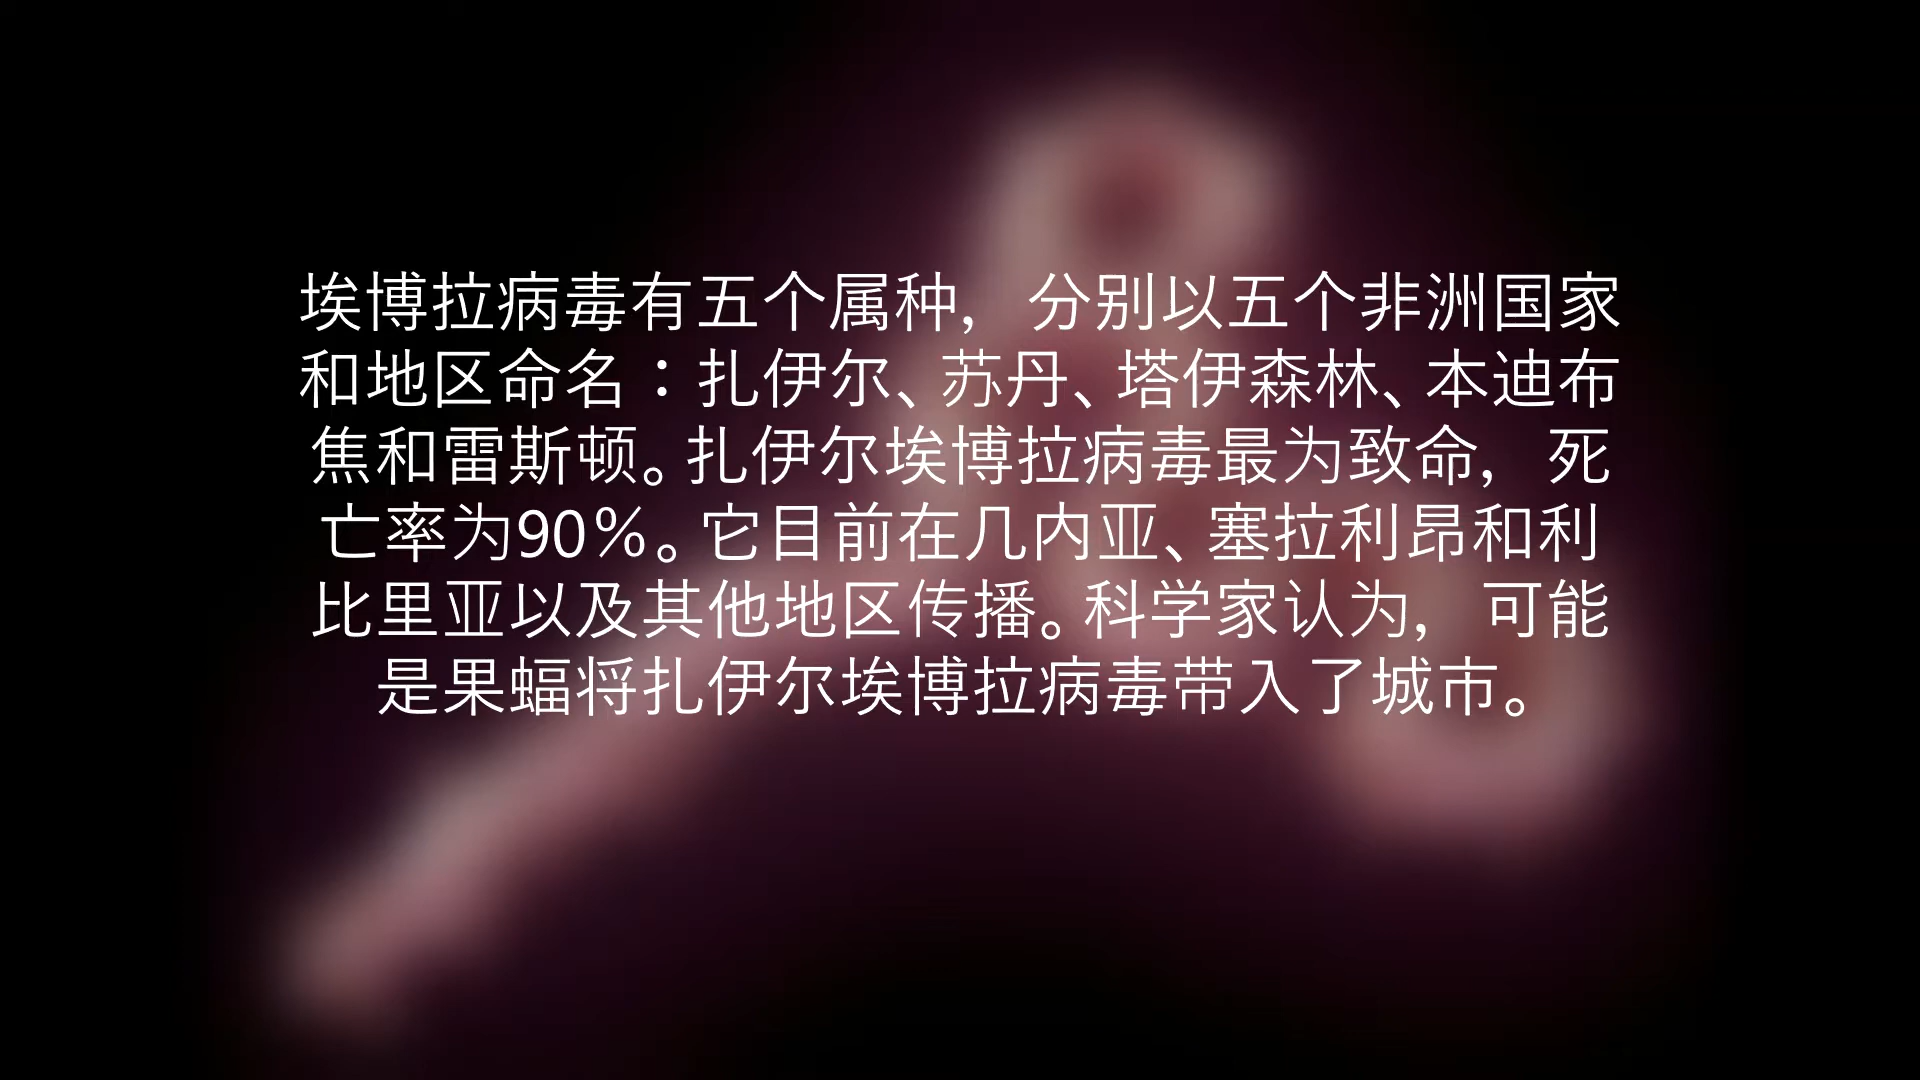 埃博拉病毒有五个属种，分别以五个非洲国家
和地区命名：扎伊尔、苏丹、塔伊森林、本迪布
焦和雷斯顿。扎伊尔埃博拉病毒最为致命，死
亡率为90%。它目前在几内亚、塞拉利昂和利
比里亚以及其他地区传播。科学家认为，可能
是果蝠将扎伊尔埃博拉病毒带入了城市。